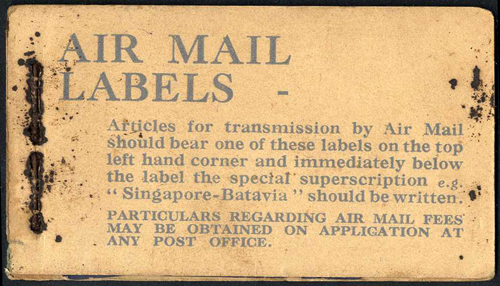 AIR MAIL
LABELS -
Articles for transmission by Air Mail
should bear one of these labels on the top
left hand corner and immediately below
the label the special superscription e.g.
"Singapore-Batavia" should be written.
PARTICULARS REGARDING AIR MAIL FEES
MAY BE OBTAINED ON APPLICATION AT
ANY POST OFFICE.